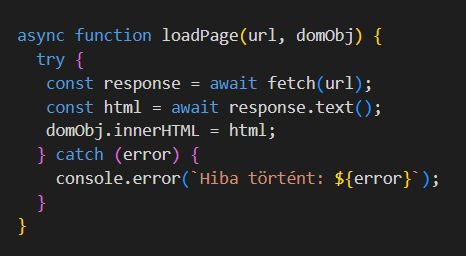 async function loadPage(url, domObj) {
  try {
   const response = await fetch(url);
   const html = await response.text();
   domObj.innerHTML = html;
  } catch (error) {
    console.error(`Hiba történt: ${error}`);
  }
}